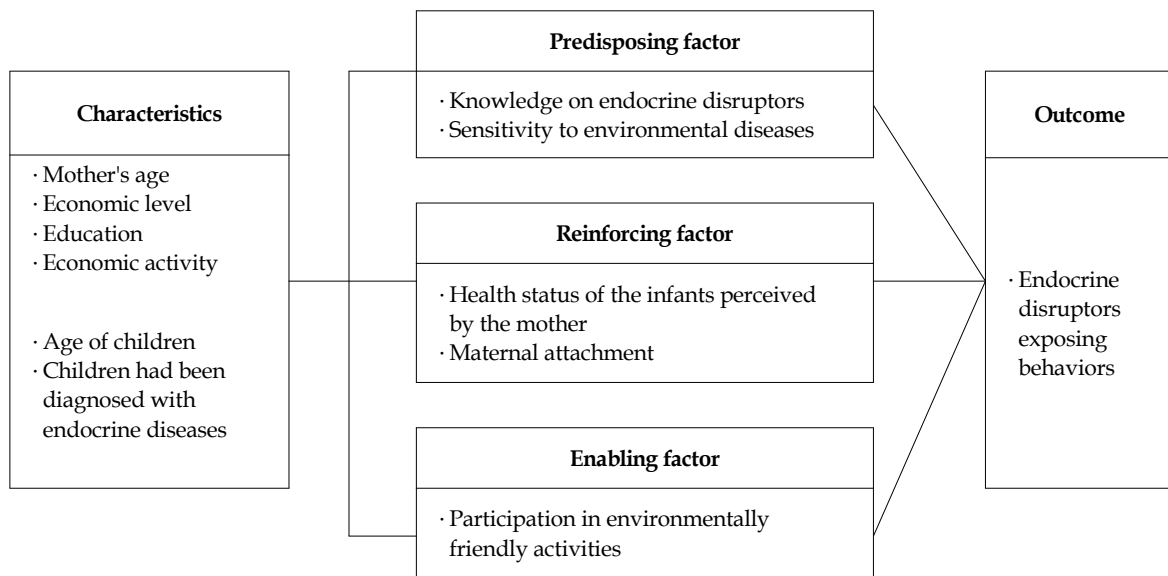 Characteristics
· Mother's age
· Economic level
· Education
· Economic activity
· Age of children
· Children had been
diagnosed with
endocrine diseases
Predisposing factor
· Knowledge on endocrine disruptors
· Sensitivity to environmental diseases
Reinforcing factor
· Health status of the infants perceived
by the mother
· Maternal attachment
Enabling factor
· Participation in environmentally
friendly activities
Outcome
· Endocrine
disruptors
exposing
behaviors